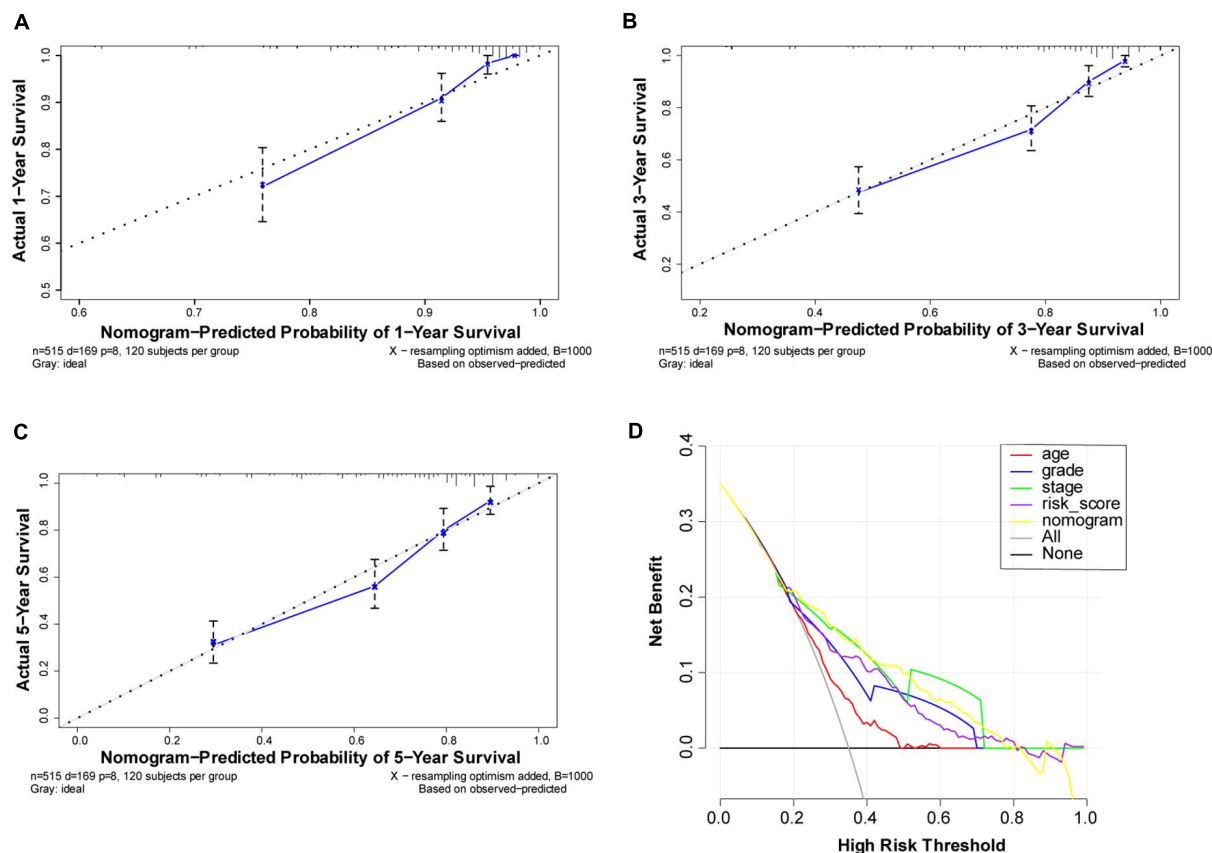 A
Actual 1−Year Survival
1.0
0.9
0.8
0.7
0.6
0.5
0.6 0.7 0.8 0.9 1.0
Nomogram−Predicted Probability of 1−Year Survival
n=515 d=169 p=8, 120 subjects per group
Gray: ideal
X − resampling optimism added, B=1000
Based on observed−predicted
B
Actual 3−Year Survival
1.0
0.8
0.6
0.4
0.2
0.2 0.4 0.6 0.8 1.0
Nomogram−Predicted Probability of 3−Year Survival
n=515 d=169 p=8, 120 subjects per group
Gray: ideal
X − resampling optimism added, B=1000
Based on observed−predicted
C
Actual 5−Year Survival
1.0
0.8
0.6
0.4
0.2
0.0
0.0 0.2 0.4 0.6 0.8 1.0
Nomogram−Predicted Probability of 5−Year Survival
n=515 d=169 p=8, 120 subjects per group
Gray: ideal
X − resampling optimism added, B=1000
Based on observed−predicted
D
Net Benefit
0.4
0.3
0.2
0.1
0.0
age
grade
stage
risk_score
nomogram
All
None
0.0 0.2 0.4 0.6 0.8 1.0
High Risk Threshold